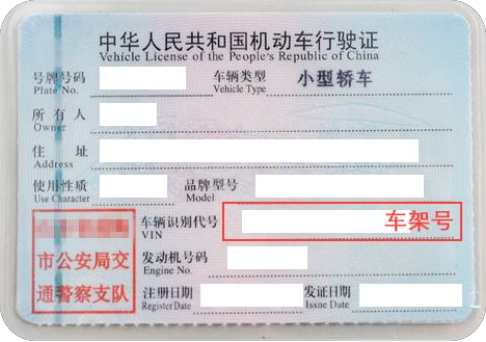 中华人民共和国机动车行驶证
Vehicle License of the People's Republic of China
号牌号码 车辆类型 小型轿车
Plate No. Vehicle Type
所有人
Owner
住址
Address
使用性质 品牌型号
Use Character Model
车辆识别代号 车架号
VIN
市公安局交
通警察支队
发动机号码
Engine No.
注册日期 发证日期
Register Date Issue Date